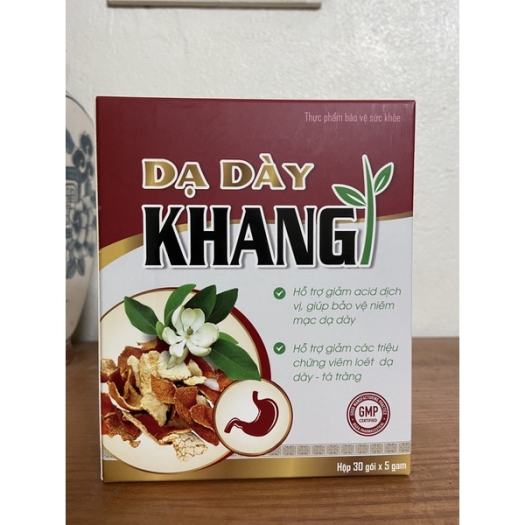 Thực phẩm bảo vệ sức khỏe
DẠ DÀY
KHANG
Hỗ trợ giảm acid dịch
vị, giúp bảo vệ niêm
mạc dạ dày
Hỗ trợ giảm các triệu
chứng viêm loét dạ
dày - tá tràng
GMP
CERTIFIED
Hộp 30 gói x 5 gam